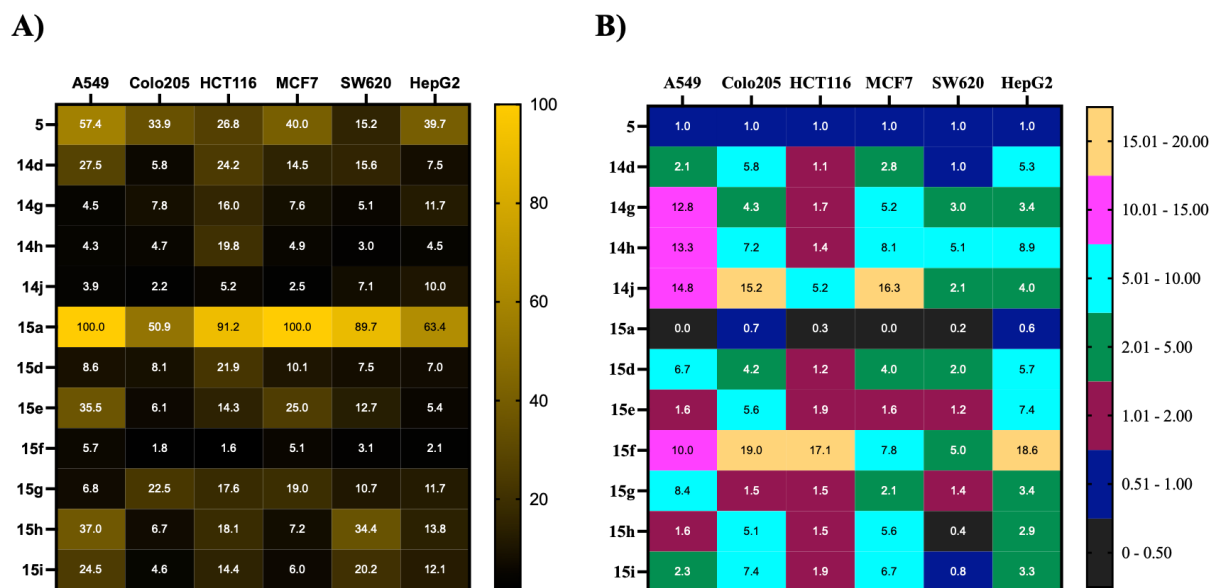 A)
B)
A549 Colo205 HCT116 MCF7 SW620 HepG2
5 57.4 33.9 26.8 40.0 15.2 39.7
14d 27.5 5.8 24.2 14.5 15.6 7.5
14g 4.5 7.8 16.0 7.6 5.1 11.7
14h 4.3 4.7 19.8 4.9 3.0 4.5
14j 3.9 2.2 5.2 2.5 7.1 10.0
15a 100.0 50.9 91.2 100.0 89.7 63.4
15d 8.6 8.1 21.9 10.1 7.5 7.0
15e 35.5 6.1 14.3 25.0 12.7 5.4
15f 5.7 1.8 1.6 5.1 3.1 2.1
15g 6.8 22.5 17.6 19.0 10.7 11.7
15h 37.0 6.7 18.1 7.2 34.4 13.8
15i 24.5 4.6 14.4 6.0 20.2 12.1
100
80
60
40
20
A549 Colo205 HCT116 MCF7 SW620 HepG2
5 1.0 1.0 1.0 1.0 1.0 1.0
14d 2.1 5.8 1.1 2.8 1.0 5.3
14g 12.8 4.3 1.7 5.2 3.0 3.4
14h 13.3 7.2 1.4 8.1 5.1 8.9
14j 14.8 15.2 5.2 16.3 2.1 4.0
15a 0.0 0.7 0.3 0.0 0.2 0.6
15d 6.7 4.2 1.2 4.0 2.0 5.7
15e 1.6 5.6 1.9 1.6 1.2 7.4
15f 10.0 19.0 17.1 7.8 5.0 18.6
15g 8.4 1.5 1.5 2.1 1.4 3.4
15h 1.6 5.1 1.5 5.6 0.4 2.9
15i 2.3 7.4 1.9 6.7 0.8 3.3
15.01 - 20.00
10.01 - 15.00
5.01 - 10.00
2.01 - 5.00
1.01 - 2.00
0.51 - 1.00
0 - 0.50